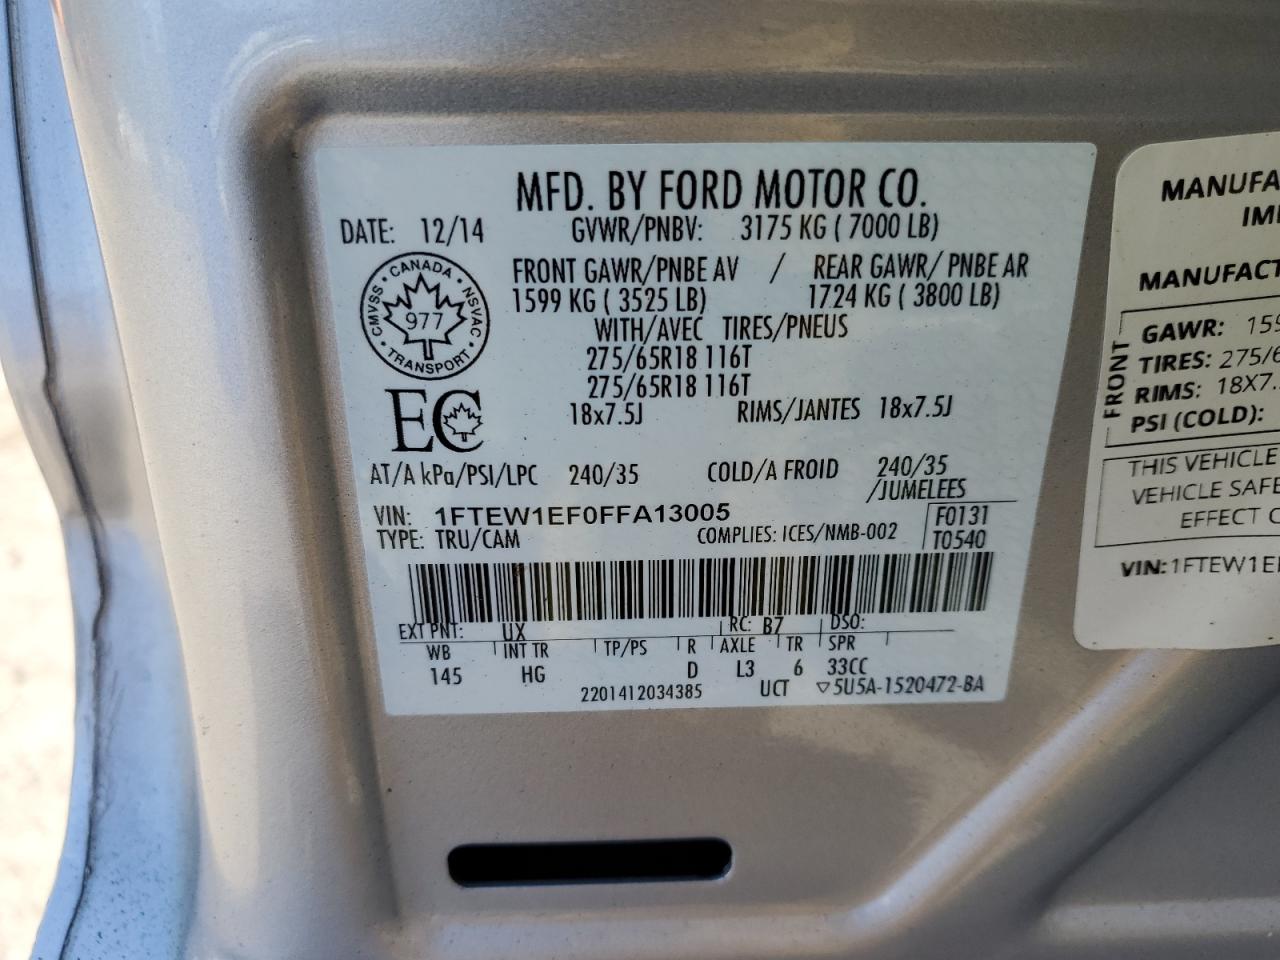 MFD. BY FORD MOTOR CO.
DATE: 12/14 GVWR/PNBV: 3175 KG ( 7000 LB)
FRONT GAWR/PNBE AV / REAR GAWR/ PNBE AR
1599 KG ( 3525 LB) 1724 KG ( 3800 LB)
WITH/AVEC TIRES/PNEUS
275/65R18 116T
275/65R18 116T
18x7.5J RIMS/JANTES 18x7.5J
CANADA
CMVSS NSVAC
977
TRANSPORT
EC
AT/A kPa/PSI/LPC 240/35 COLD/A FROID 240/35
/JUMELEES
VIN: 1FTEW1EF0FFA13005 F0131
TYPE: TRU/CAM COMPLIES: ICES/NMB-002 T0540
EXT PNT: UX RC: B7 DSO:
WB INT TR TP/PS R AXLE TR SPR
145 HG D L3 6 33CC
2201412034385 UCT ▽5U5A-1520472-BA
MANUFA
IM
MANUFACT
FRONT
GAWR: 159
TIRES: 275/6
RIMS: 18X7.
PSI (COLD):
THIS VEHICLE
VEHICLE SAFE
EFFECT
VIN:1FTEW1E